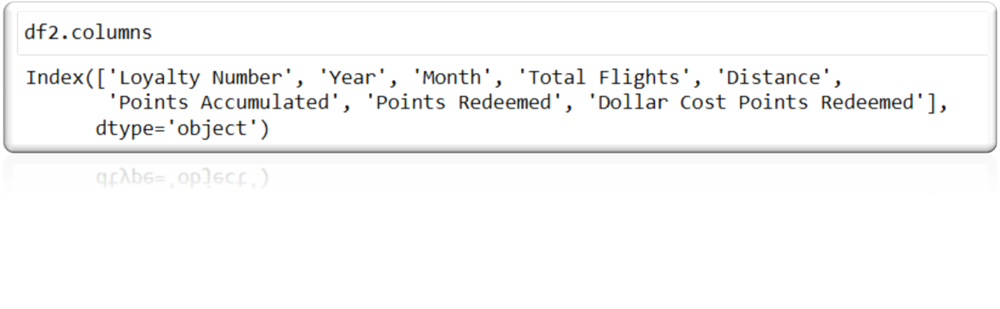 df2.columns
Index(['Loyalty Number', 'Year', 'Month', 'Total Flights', 'Distance',
'Points Accumulated', 'Points Redeemed', 'Dollar Cost Points Redeemed'],
dtype='object')